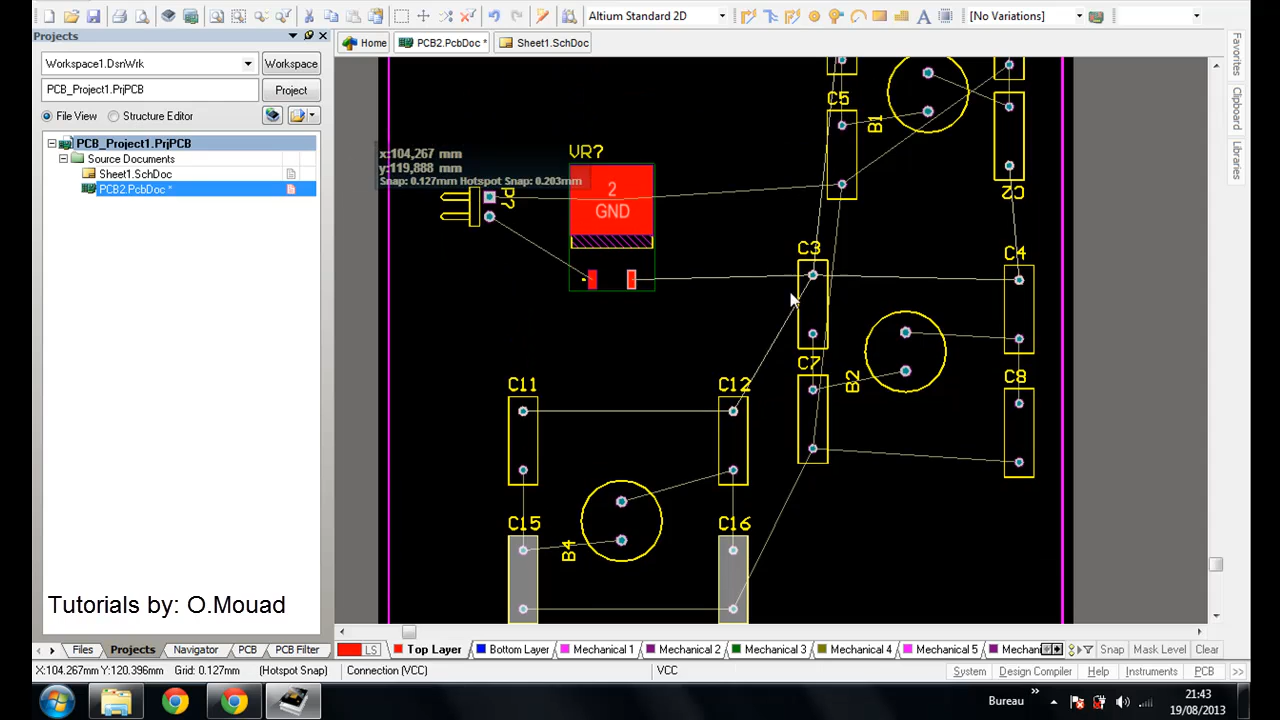 Altium Standard 2D
[No Variations]
Projects
Home
PCB2.PcbDoc *
Sheet1.SchDoc
Favorites
Clipboard
Libraries
Workspace1.DsnWrk
Workspace
PCB_Project1.PrjPCB
Project
File View
Structure Editor
PCB_Project1.PrjPCB
Source Documents
Sheet1.SchDoc
PCB2.PcbDoc *
x:104,267 mm
y:119,888 mm
Snap: 0.127mm Hotspot Snap: 0.203mm
VR?
2
GND
P?
C5
B1
C2
C3
C4
C7
B2
C8
C11
C12
C15
B4
C16
Tutorials by: O.Mouad
Files
Projects
Navigator
PCB
PCB Filter
LS
Top Layer
Bottom Layer
Mechanical 1
Mechanical 2
Mechanical 3
Mechanical 4
Mechanical 5
Mechani
Snap
Mask Level
Clear
X:104.267mm Y:120.396mm Grid: 0.127mm
(Hotspot Snap)
Connection (VCC)
VCC
System
Design Compiler
Help
Instruments
PCB
>>
Bureau
»
21:43
19/08/2013